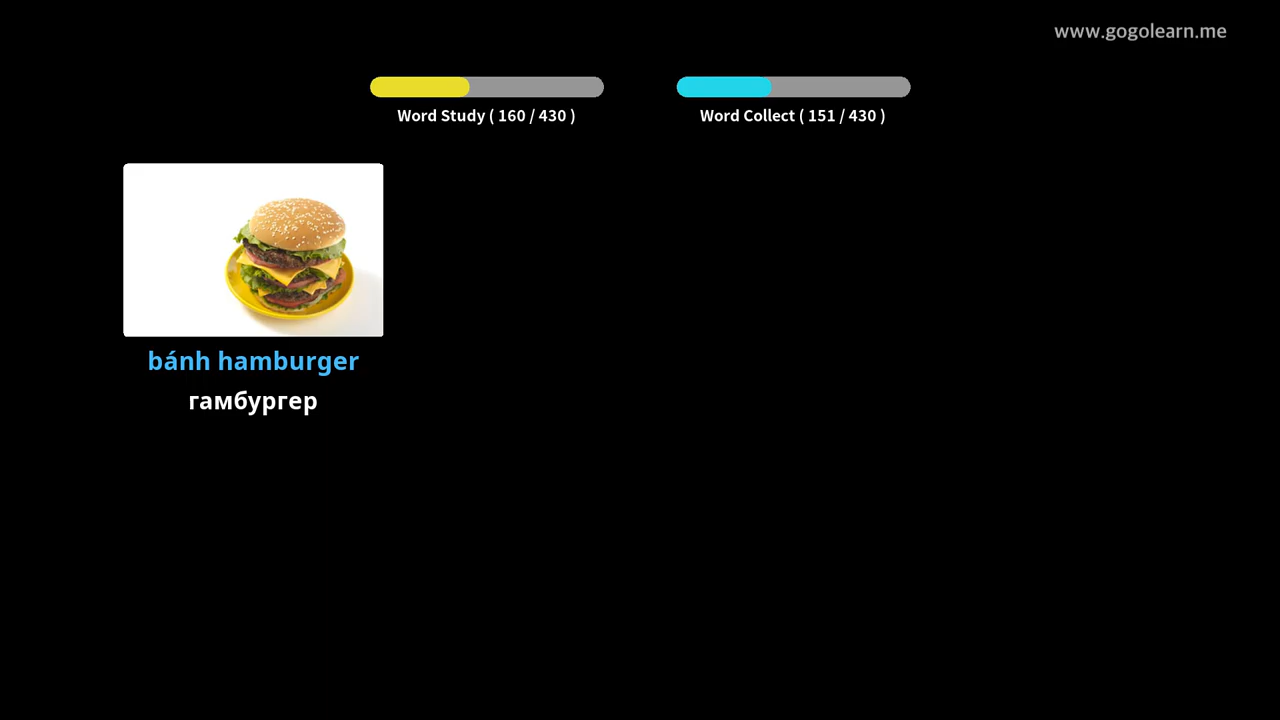 www.gogolearn.me
Word Study ( 160 / 430 )
Word Collect ( 151 / 430 )
bánh hamburger
гамбургер